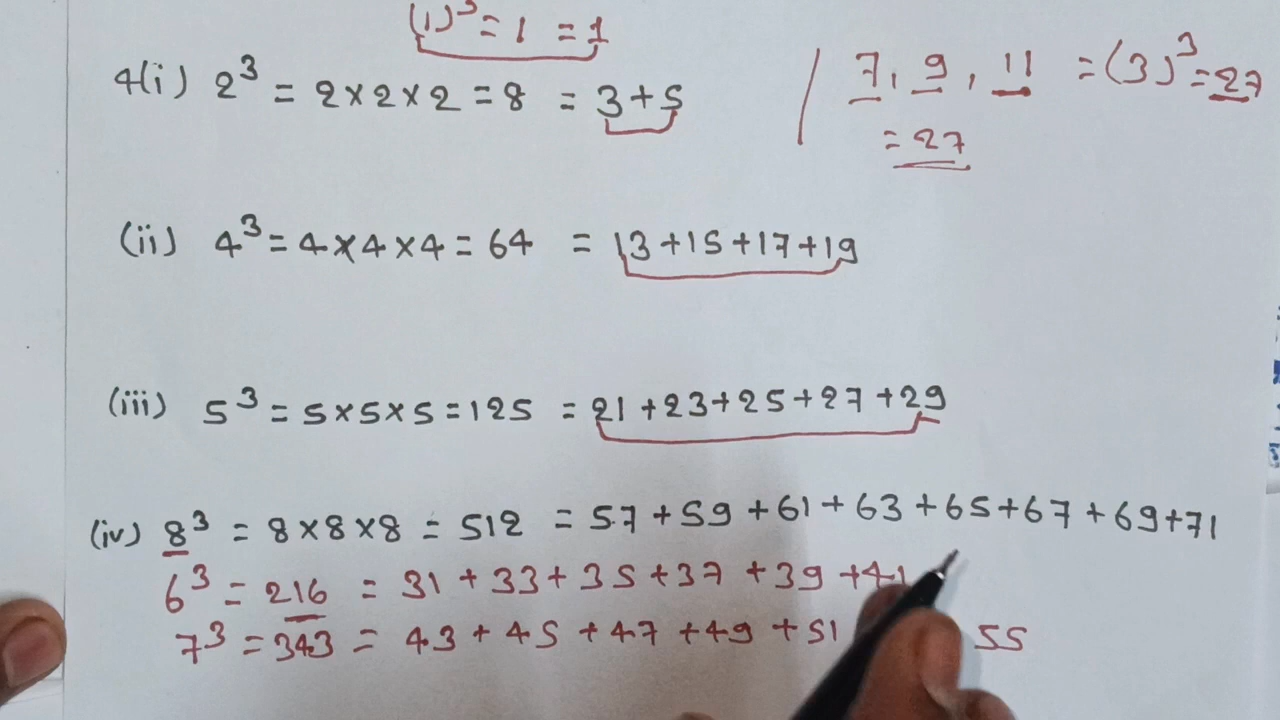 (1)³ = 1 = 1
4(i) 2³ = 2×2×2 = 8 = 3+5
7, 9, 11 = (3)³ = 27
= 27
(ii) 4³ = 4×4×4 = 64 = 13+15+17+19
(iii) 5³ = 5×5×5 = 125 = 21+23+25+27+29
(iv) 8³ = 8×8×8 = 512 = 57+59+61+63+65+67+69+71
6³ = 216 = 31+33+35+37+39+41
7³ = 343 = 43+45+47+49+51 55